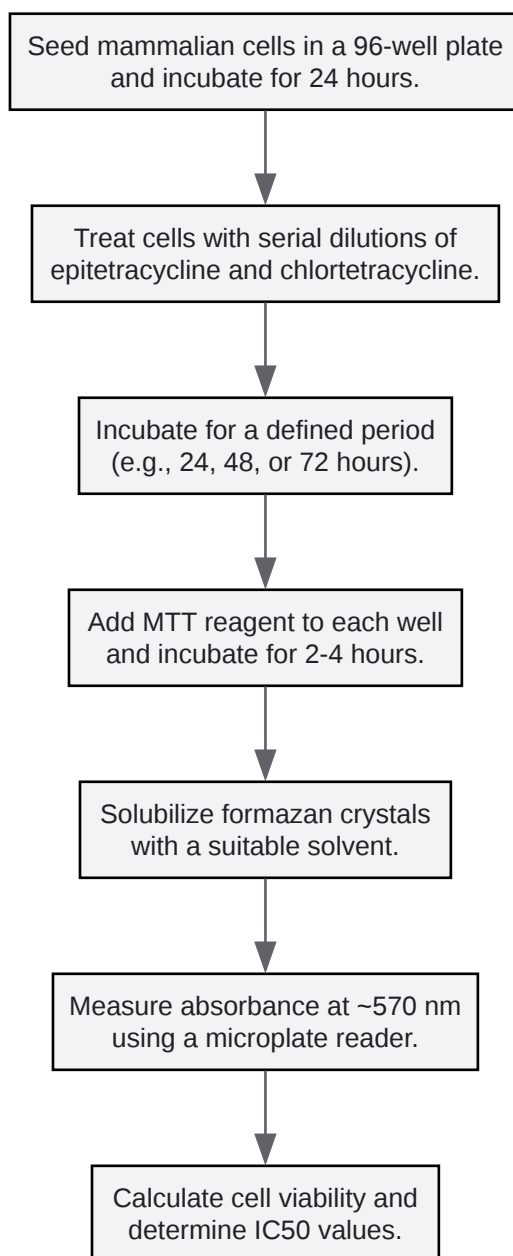 Seed mammalian cells in a 96-well plate
and incubate for 24 hours.
Treat cells with serial dilutions of
epitetracycline and chlortetracycline.
Incubate for a defined period
(e.g., 24, 48, or 72 hours).
Add MTT reagent to each well
and incubate for 2-4 hours.
Solubilize formazan crystals
with a suitable solvent.
Measure absorbance at ~570 nm
using a microplate reader.
Calculate cell viability and
determine IC50 values.